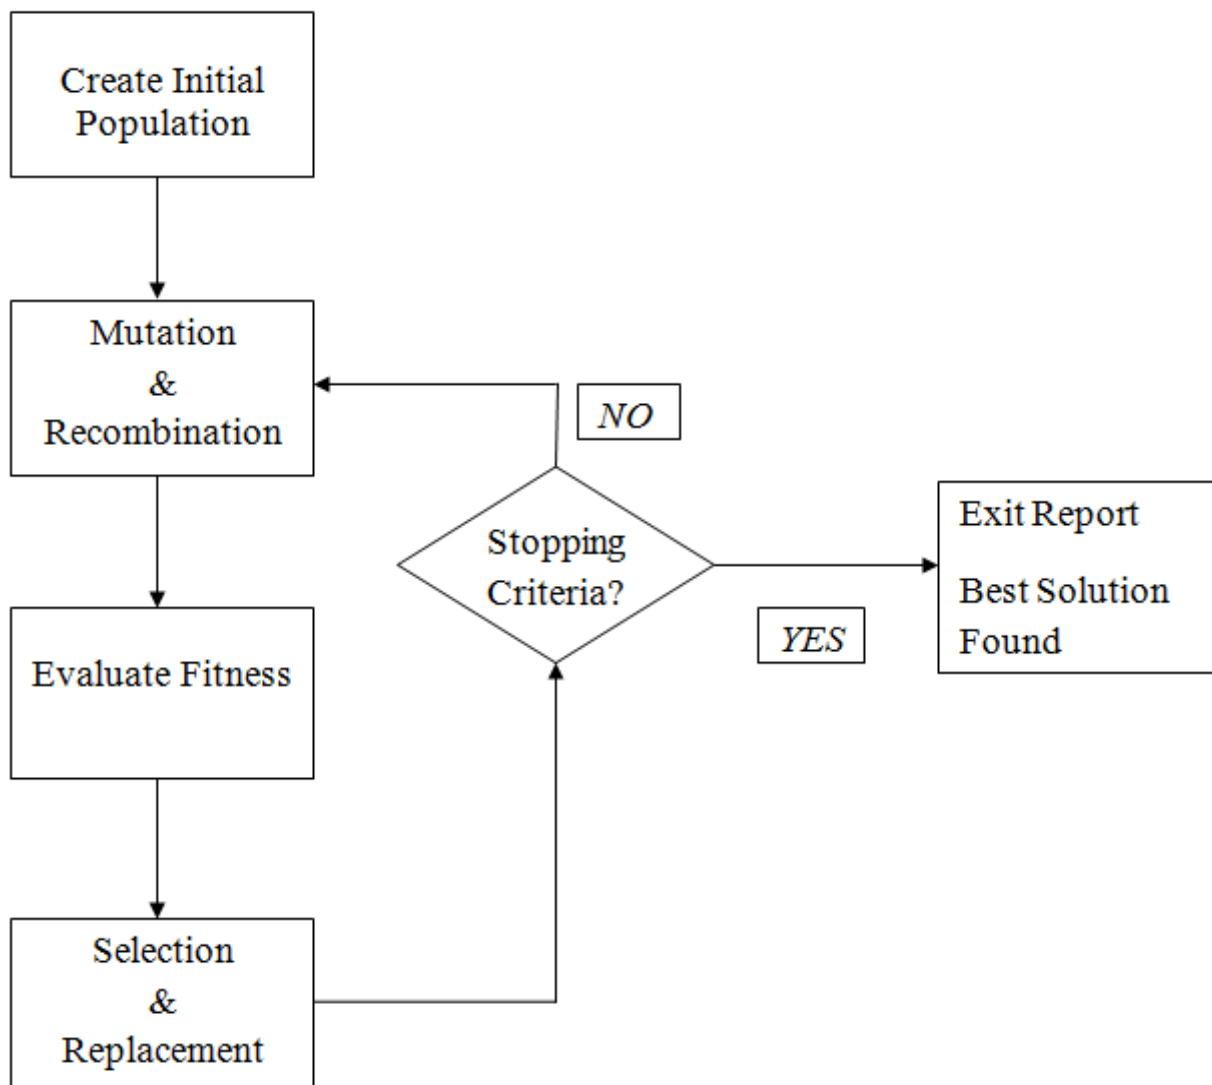 Create Initial
Population
Mutation
&
Recombination
NO
Stopping
Criteria?
YES
Exit Report
Best Solution
Found
Evaluate Fitness
Selection
&
Replacement